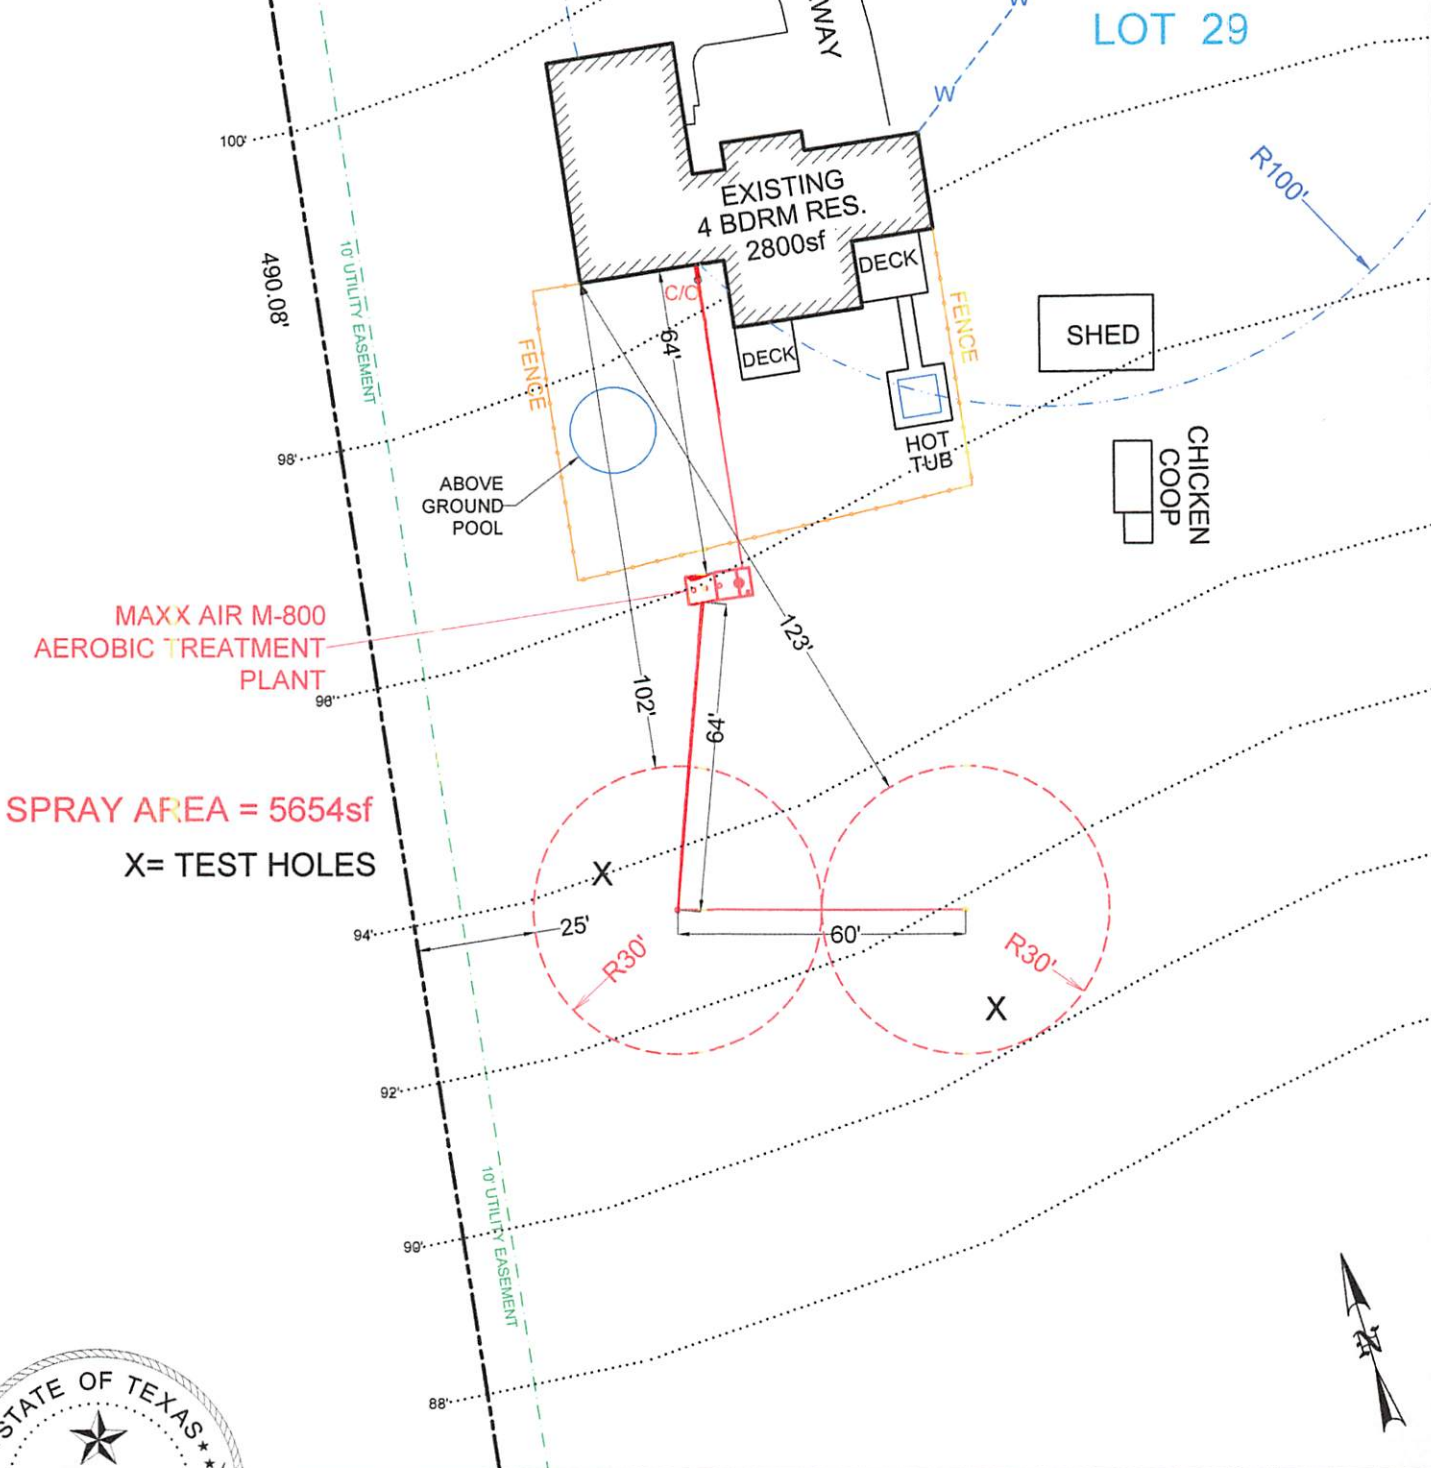 WAY
LOT 29
W
W
100'
R100'
EXISTING
4 BDRM RES.
2800sf
DECK
10' UTILITY EASEMENT
490.08'
C/O
FENCE
FENCE
64'
SHED
DECK
98'
HOT
TUB
CHICKEN
COOP
ABOVE
GROUND
POOL
MAXX AIR M-800
AEROBIC TREATMENT
PLANT
96'
123'
102'
64'
SPRAY AREA = 5654sf
X= TEST HOLES
X
94'
25'
60'
R30'
R30'
X
92'
10' UTILITY EASEMENT
99'
88'
N
STATE OF TEXAS